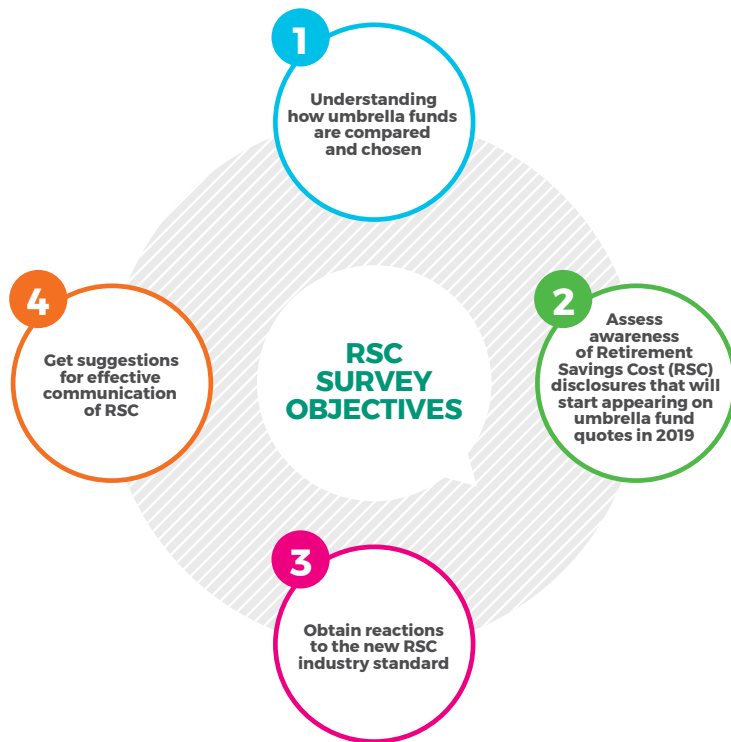 1
Understanding
how umbrella funds
are compared
and chosen
2
Assess
awareness
of Retirement
Savings Cost (RSC)
disclosures that will
start appearing on
umbrella fund
quotes in 2019
3
Obtain reactions
to the new RSC
industry standard
4
Get suggestions
for effective
communication
of RSC
RSC
SURVEY
OBJECTIVES